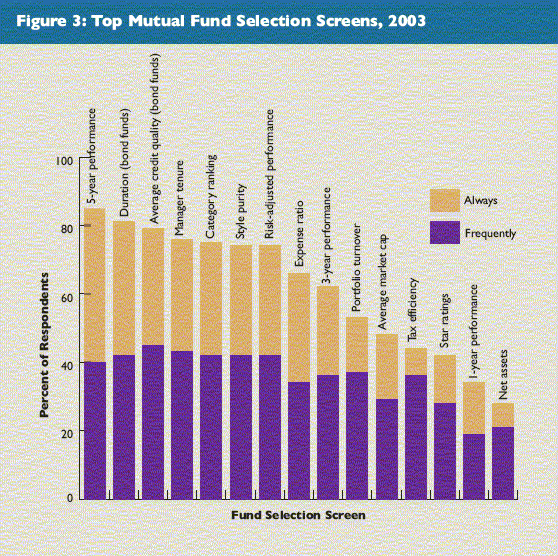 Figure 3: Top Mutual Fund Selection Screens, 2003
Percent of Respondents
100
80
60
40
20
0
5-year performance
Duration (bond funds)
Average credit quality (bond funds)
Manager tenure
Category ranking
Style purity
Risk-adjusted performance
Expense ratio
3-year performance
Portfolio turnover
Average market cap
Tax efficiency
Star ratings
1-year performance
Net assets
Always
Frequently
Fund Selection Screen